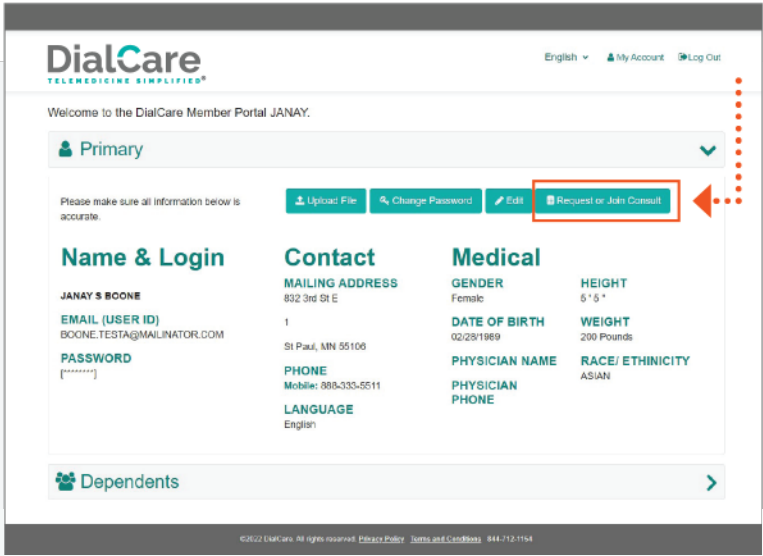 DialCare
TELEMEDICINE SIMPLIFIED®
English My Account Log Out
Welcome to the DialCare Member Portal JANAY.
Primary
Please make sure all information below is
accurate.
Upload File Change Password Edit Request or Join Consult
Name & Login
JANAY S BOONE
EMAIL (USER ID)
BOONE.TESTA@MAILINATOR.COM
PASSWORD
[********]
Contact
MAILING ADDRESS
832 3rd St E
1
St Paul, MN 55106
PHONE
Mobile: 888-333-5511
LANGUAGE
English
Medical
GENDER
Female
DATE OF BIRTH
02/28/1989
PHYSICIAN NAME
PHYSICIAN
PHONE
HEIGHT
5 ' 5 "
WEIGHT
200 Pounds
RACE/ ETHINICITY
ASIAN
Dependents
©2022 DialCare. All rights reserved. Privacy Policy Terms and Conditions 844-712-1154